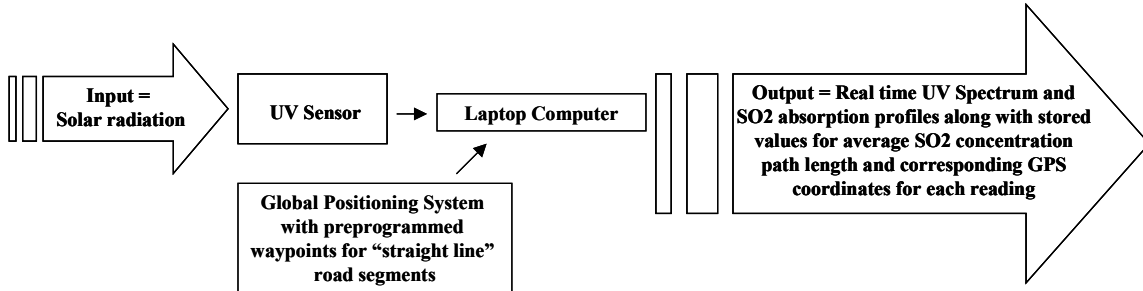 Input =
Solar radiation
UV Sensor
Laptop Computer
Global Positioning System
with preprogrammed
waypoints for “straight line”
road segments
Output = Real time UV Spectrum and
SO2 absorption profiles along with stored
values for average SO2 concentration
path length and corresponding GPS
coordinates for each reading